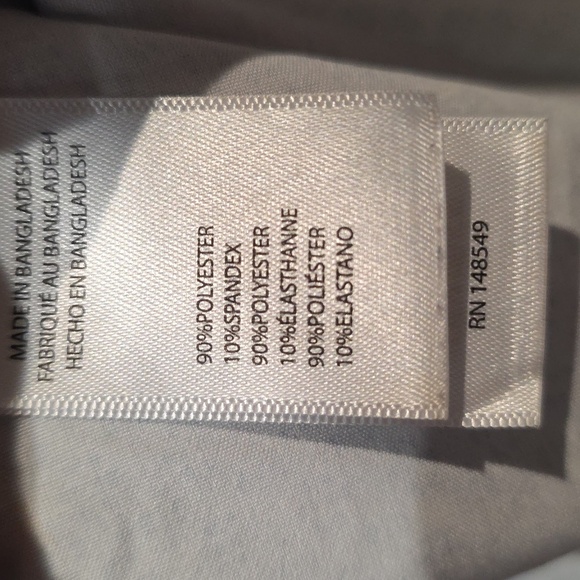 MADE IN BANGLADESH
FABRIQUÉ AU BANGLADESH
HECHO EN BANGLADESH
90%POLYESTER
10%SPANDEX
90%POLYESTER
10%ÉLASTHANNE
90%POLIÉSTER
10%ELASTANO
RN 148549